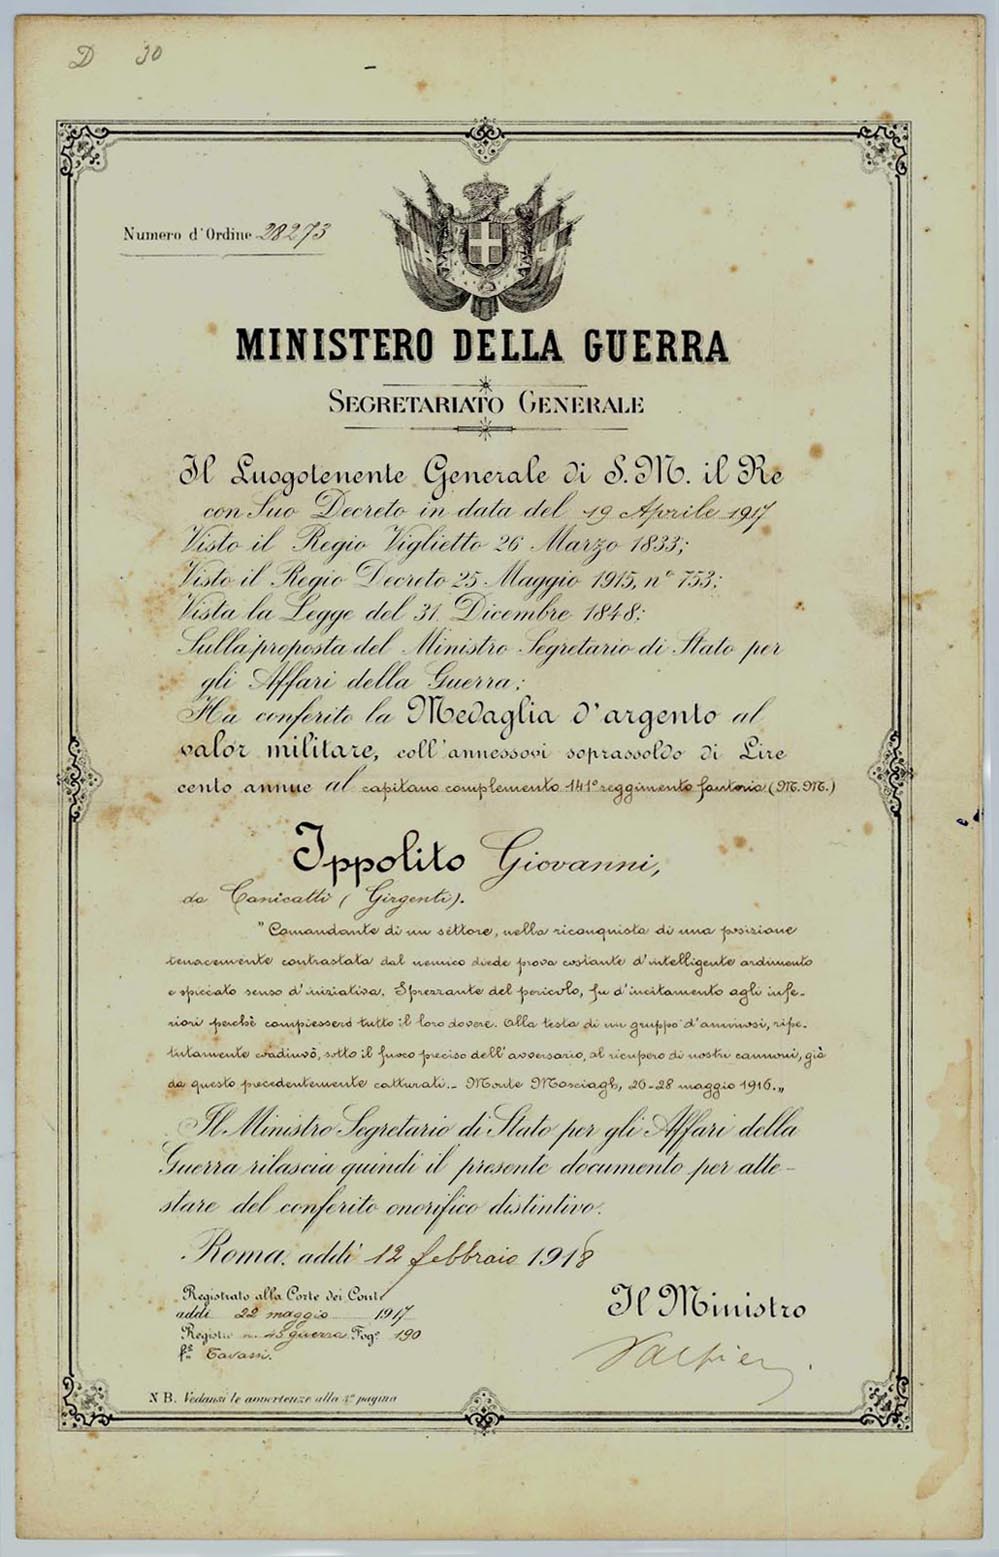 D 30
Numero d'Ordine 28273
MINISTERO DELLA GUERRA
SEGRETARIATO GENERALE
Il Luogotenente Generale di S. M. il Re
con Suo Decreto in data del 19 Aprile 1917
Visto il Regio Viglietto 26 Marzo 1833;
Visto il Regio Decreto 25 Maggio 1915, n° 753;
Vista la Legge del 31 Dicembre 1848;
Sulla proposta del Ministro Segretario di Stato per
gli Affari della Guerra;
Ha conferito la Medaglia d'argento al
valor militare, coll'annessovi soprassoldo di Lire
cento annue al capitano complemento 141° reggimento fanteria (M. M.)
Ippolito Giovanni,
da Canicattì (Girgenti).
"Comandante di un settore, nella riconquista di una posizione
tenacemente contrastata dal nemico diede prova costante d'intelligente ardimento
e spiccato senso d'iniziativa. Sprezzante del pericolo, fu d'incitamento agli infe-
riori perchè compiessero tutto il loro dovere. Alla testa di un gruppo d'animosi, ripe-
tutamente coadiuvò, sotto il fuoco preciso dell'avversario, al ricupero di nostri cannoni, già
da questo precedentemente catturati. - Monte Mosciagh, 26-28 maggio 1916.„
Il Ministro Segretario di Stato per gli Affari della
Guerra rilascia quindi il presente documento per atte-
stare del conferito onorifico distintivo.
Roma, addì 12 febbraio 1918
Registrato alla Corte dei Conti
addì 22 maggio 1917
Registro n. 45 guerra Fog° 190
f° Tavassi.
Il Ministro
N B. Vedansi le avvertenze alla 4ª pagina